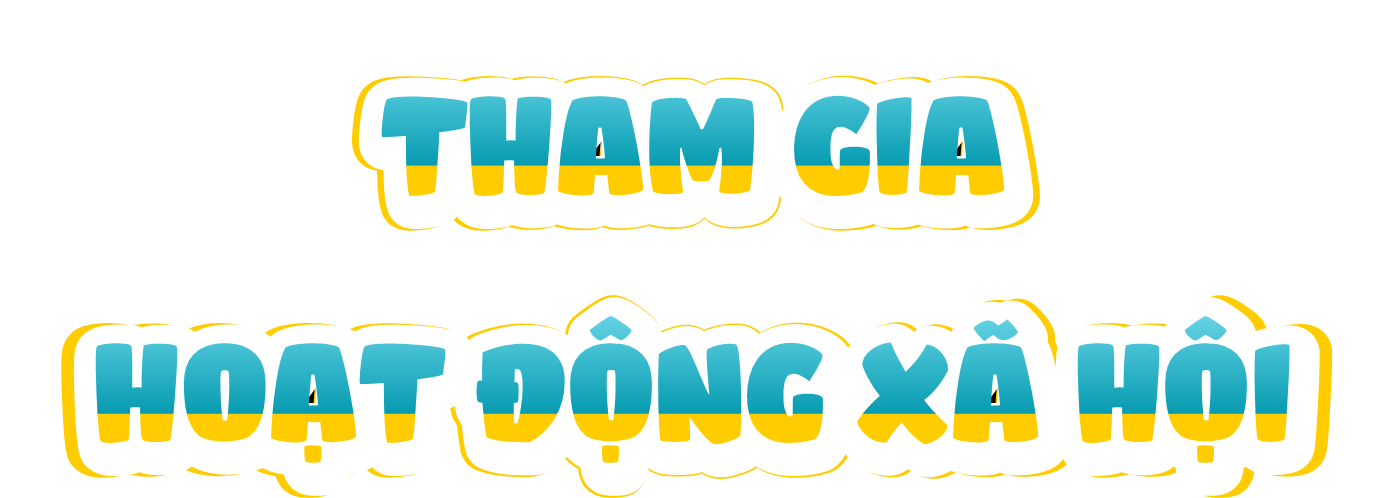 THAM GIA
HOẠT ĐỘNG XÃ HỘI